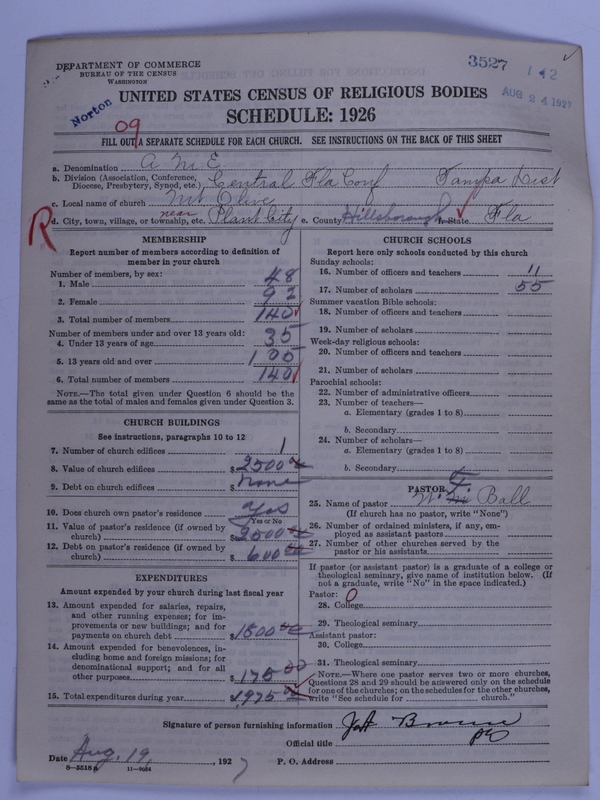 DEPARTMENT OF COMMERCE
BUREAU OF THE CENSUS
WASHINGTON
3527 1 42
AUG 24 1927
Norton
UNITED STATES CENSUS OF RELIGIOUS BODIES
SCHEDULE: 1926
09
FILL OUT A SEPARATE SCHEDULE FOR EACH CHURCH. SEE INSTRUCTIONS ON THE BACK OF THIS SHEET
a. Denomination A. M. E.
b. Division (Association, Conference, Diocese, Presbytery, Synod, etc.) Central Fla Conf Tampa Dist
c. Local name of church Mt Olive
R
d. City, town, village, or township, etc. near Plant City e. County Hillsborough f. State Fla
MEMBERSHIP
Report number of members according to definition of
member in your church
Number of members, by sex:
1. Male 48
2. Female 92
3. Total number of members 140
Number of members under and over 13 years old:
4. Under 13 years of age 35
5. 13 years old and over 105
6. Total number of members 140
NOTE.—The total given under Question 6 should be
same as the total of males and females given under Question 3.
CHURCH BUILDINGS
See instructions, paragraphs 10 to 12
7. Number of church edifices 1
8. Value of church edifices $2500
9. Debt on church edifices $none
10. Does church own pastor's residence yes
Yes or No
11. Value of pastor's residence (if owned by
church) $2500
12. Debt on pastor's residence (if owned by
church) $600
EXPENDITURES
Amount expended by your church during last fiscal year
13. Amount expended for salaries, repairs,
and other running expenses; for im-
provements or new buildings; and for
payments on church debt $1800
14. Amount expended for benevolences, in-
cluding home and foreign missions; for
denominational support; and for all
other purposes $175 00
15. Total expenditures during year $1975
CHURCH SCHOOLS
Report here only schools conducted by this church
Sunday schools:
16. Number of officers and teachers 11
17. Number of scholars 55
Summer vacation Bible schools:
18. Number of officers and teachers
19. Number of scholars
Week-day religious schools:
20. Number of officers and teachers
21. Number of scholars
Parochial schools:
22. Number of administrative officers
23. Number of teachers—
a. Elementary (grades 1 to 8)
b. Secondary
24. Number of scholars—
a. Elementary (grades 1 to 8)
b. Secondary
PASTOR
25. Name of pastor W. F. Ball
(If church has no pastor, write "None")
26. Number of ordained ministers, if any, em-
ployed as assistant pastors
27. Number of other churches served by the
pastor or his assistants
If pastor (or assistant pastor) is a graduate of a college or
theological seminary, give name of institution below. (If
not a graduate, write "No" in the space indicated.)
Pastor: 0
28. College
29. Theological seminary
Assistant pastor:
30. College
31. Theological seminary
NOTE.—Where one pastor serves two or more churches,
Questions 28 and 29 should be answered only on the schedule
for one of the churches; on the schedules for the other churches,
write "See schedule for church."
Signature of person furnishing information
Official title
Date Aug. 19, 1927 P. O. Address